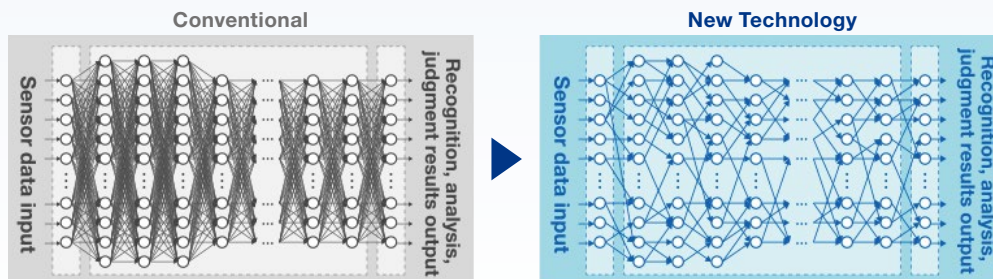 Conventional
New Technology
Sensor data input
Recognition, analysis,
judgment results output
Sensor data input
Recognition, analysis,
judgment results output